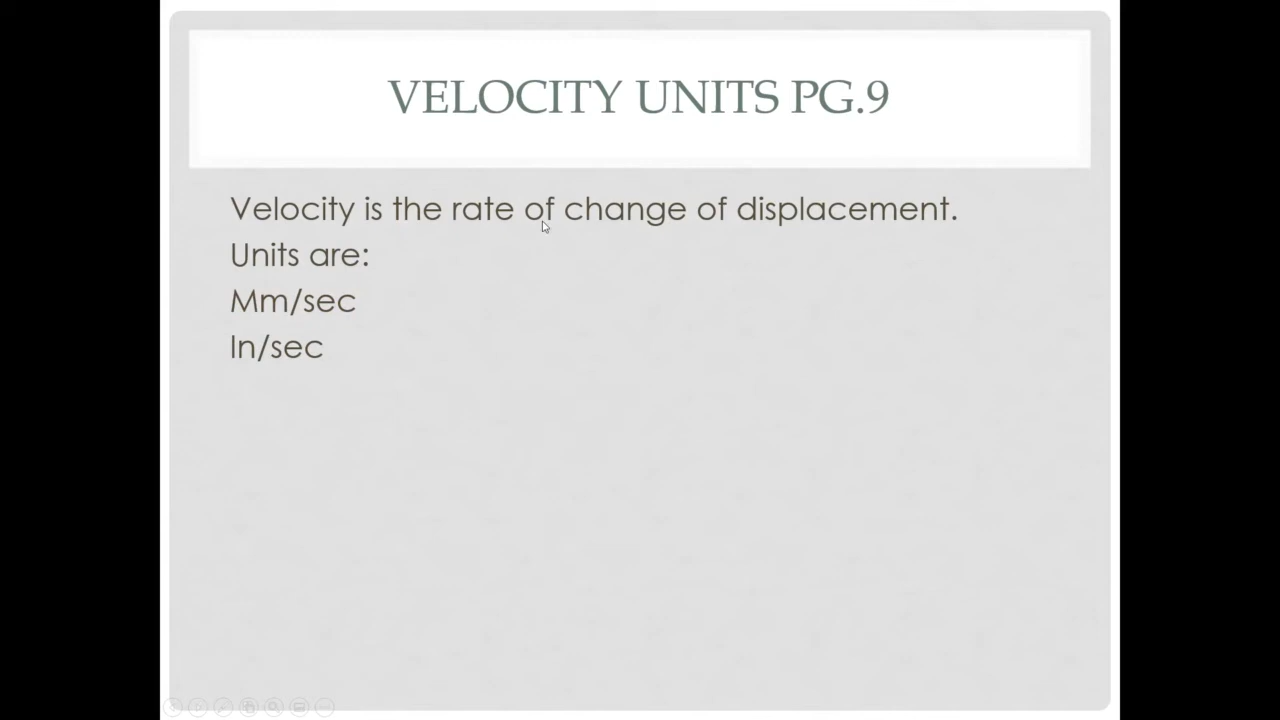 VELOCITY UNITS PG.9
Velocity is the rate of change of displacement.
Units are:
Mm/sec
In/sec